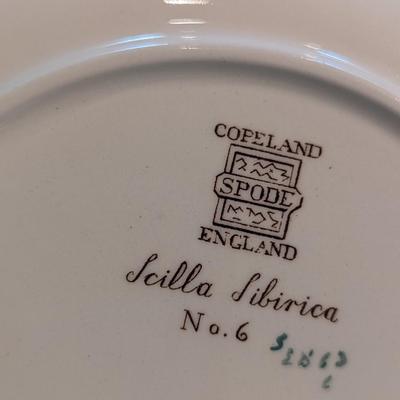 COPELAND
SPODE
ENGLAND
Scilla Sibirica
No. 6